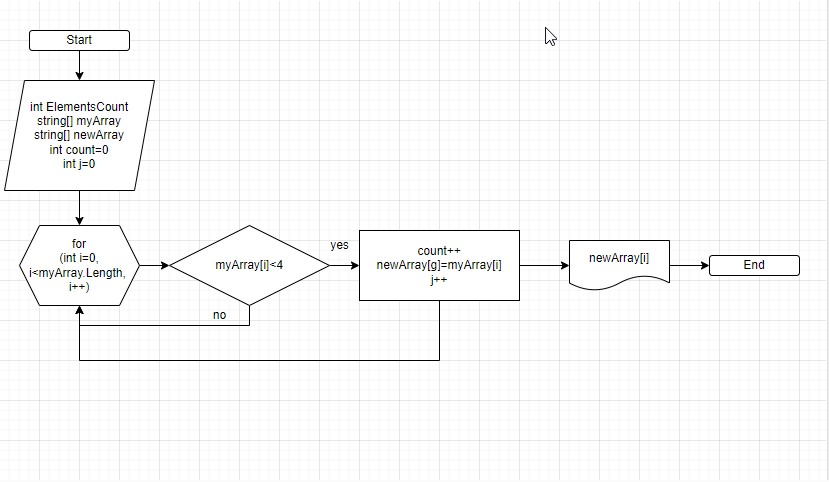 Start
int ElementsCount
string[] myArray
string[] newArray
int count=0
int j=0
for
(int i=0,
i<myArray.Length,
i++)
myArray[i]<4
yes
no
count++
newArray[g]=myArray[i]
j++
newArray[i]
End